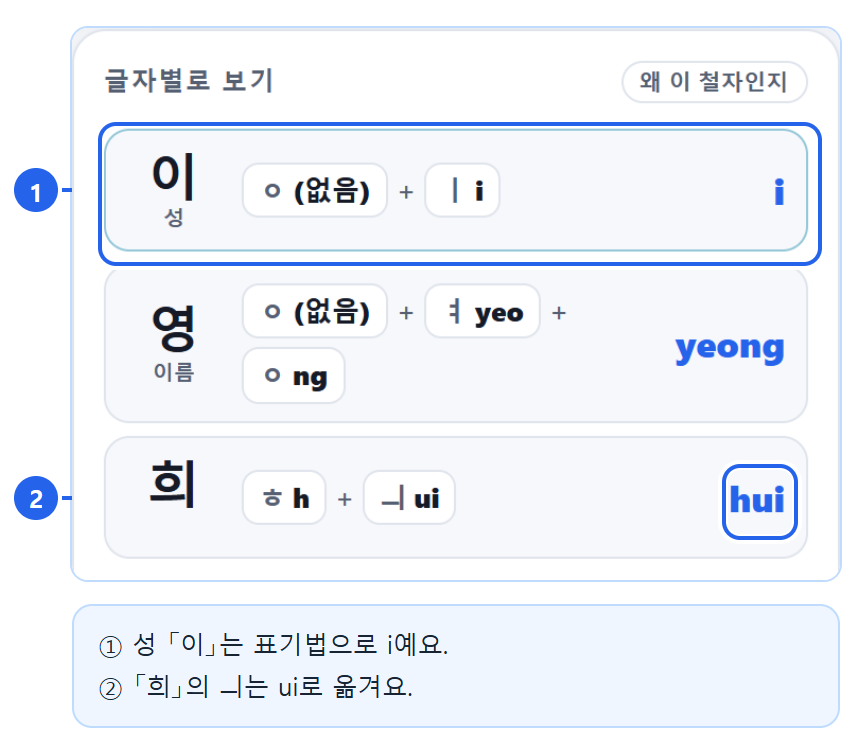 글자별로 보기 왜 이 철자인지
1
이 ㅇ (없음) + ㅣ i i
성
영 ㅇ (없음) + ㅕ yeo +
이름 ㅇ ng yeong
2
희 ㅎ h + ㅢ ui hui
① 성 「이」는 표기법으로 i예요.
② 「희」의 ㅢ는 ui로 옮겨요.